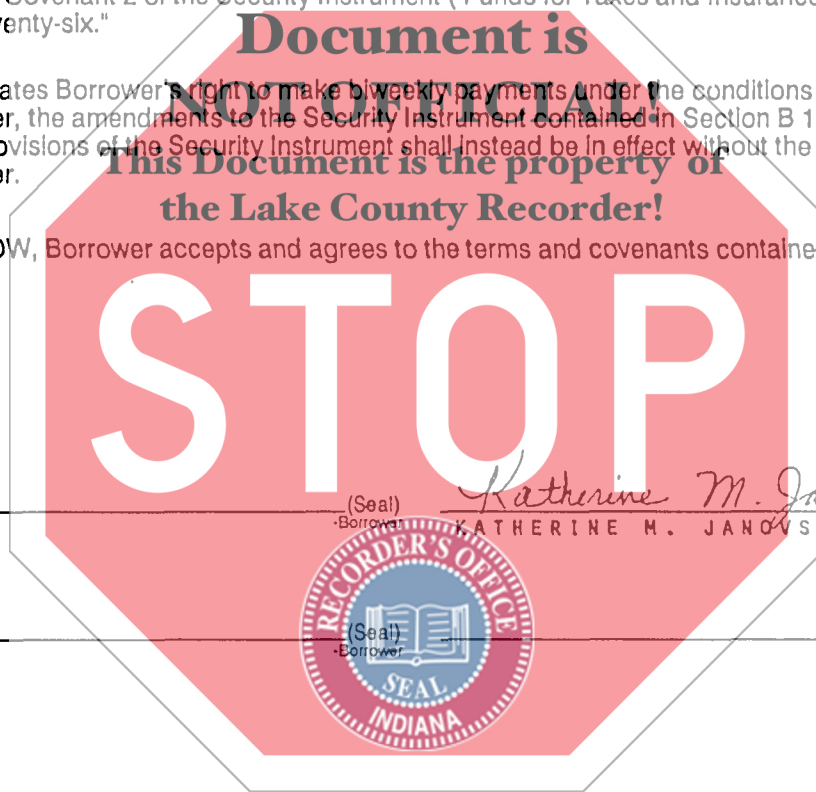 Covenant 2 of the Security Instrument ("Funds for Taxes and Insurance
enty-six."
Document is
ates Borrower's right to make biweekly payments under the conditions
NOT OFFICIAL!
er, the amendments to the Security Instrument contained in Section B 1
ovisions of the Security Instrument shall instead be in effect without the
This Document is the property of
er.
the Lake County Recorder!
OW, Borrower accepts and agrees to the terms and covenants containe
STOP
Katherine M. Ja
(Seal)
-Borrower
KATHERINE M. JANOVS
RECORDER'S OFFICE
(Seal)
-Borrower
SEAL
INDIANA